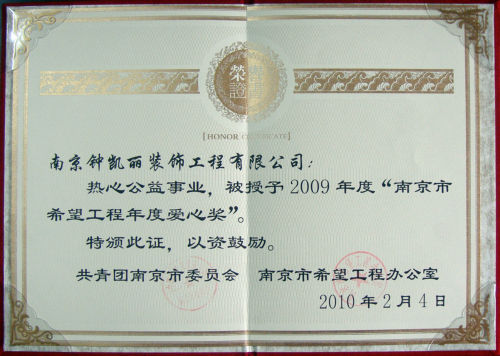 榮譽證書
[HONOR CERTIFICATE]
南京钟凯丽装饰工程有限公司：
热心公益事业，被授予2009年度“南京市
希望工程年度爱心奖”。
特颁此证，以资鼓励。
共青团南京市委员会 南京市希望工程办公室
2010年2月4日